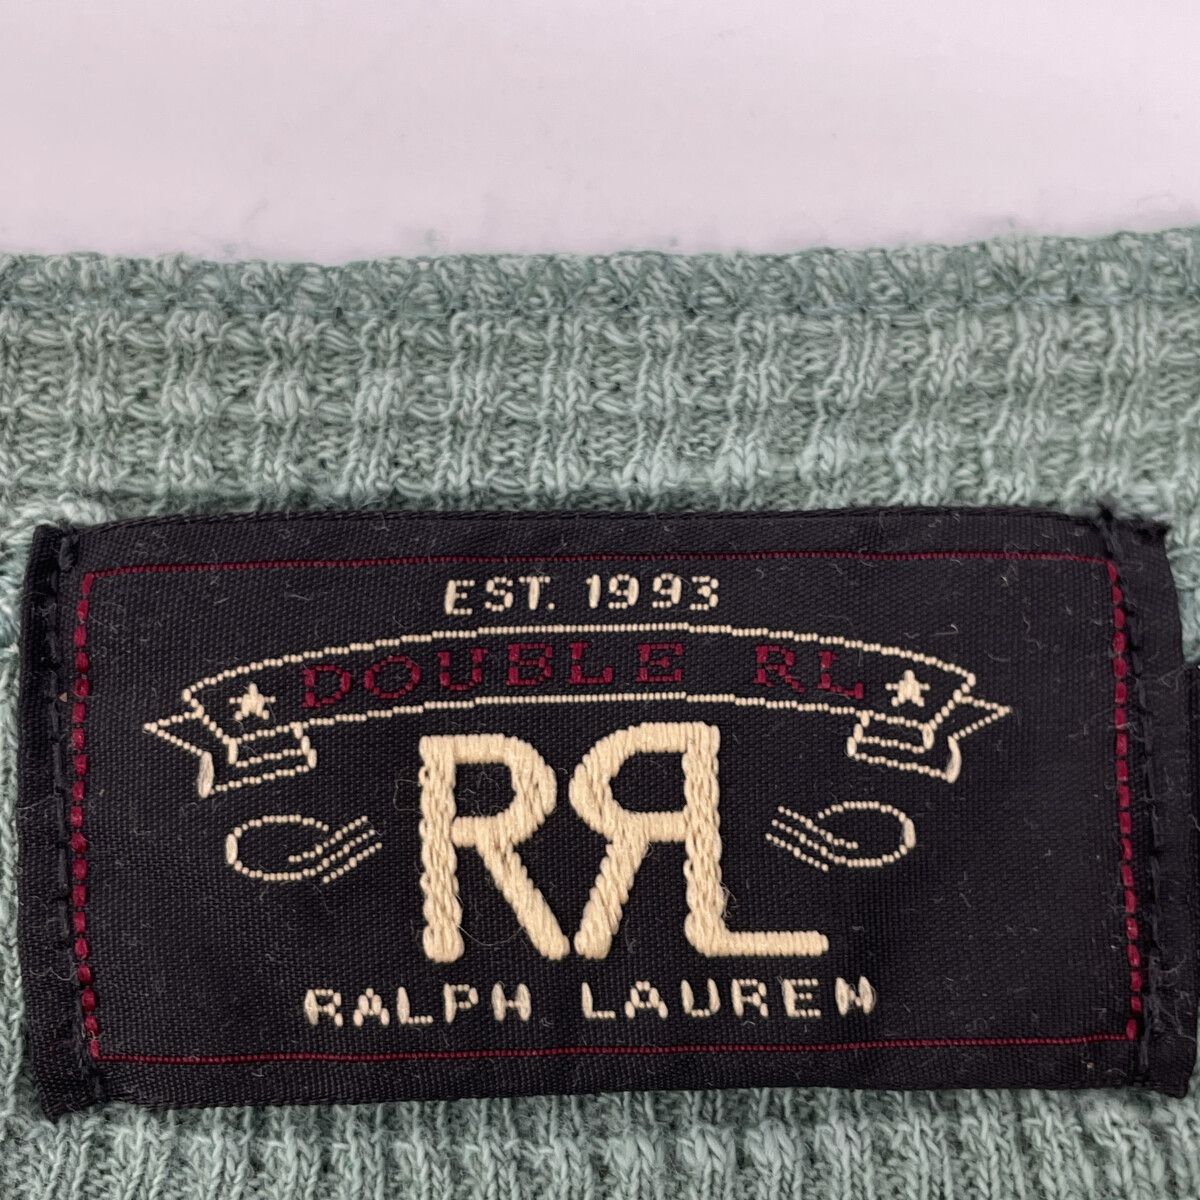 EST. 1993
DOUBLE RL
RRL
RALPH LAUREN